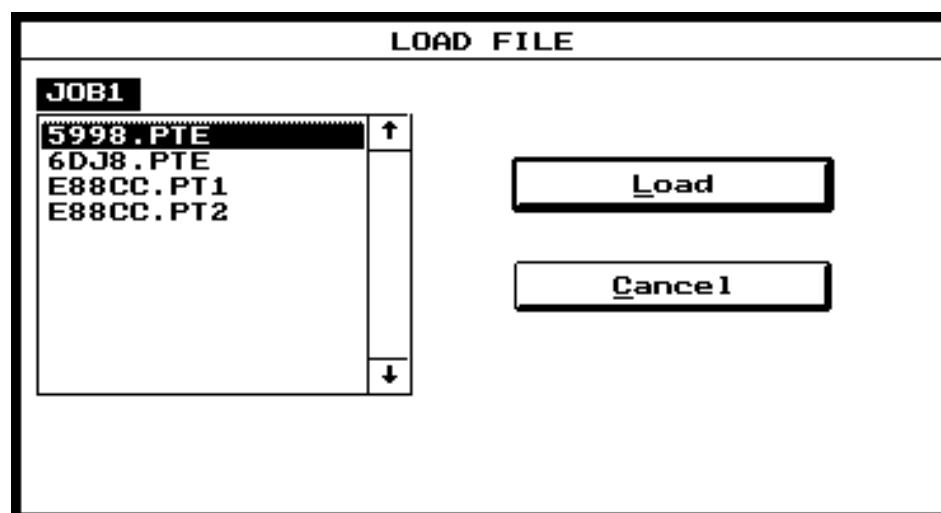 LOAD FILE
JOB1
5998.PTE
6DJ8.PTE
E88CC.PT1
E88CC.PT2
Load
Cancel